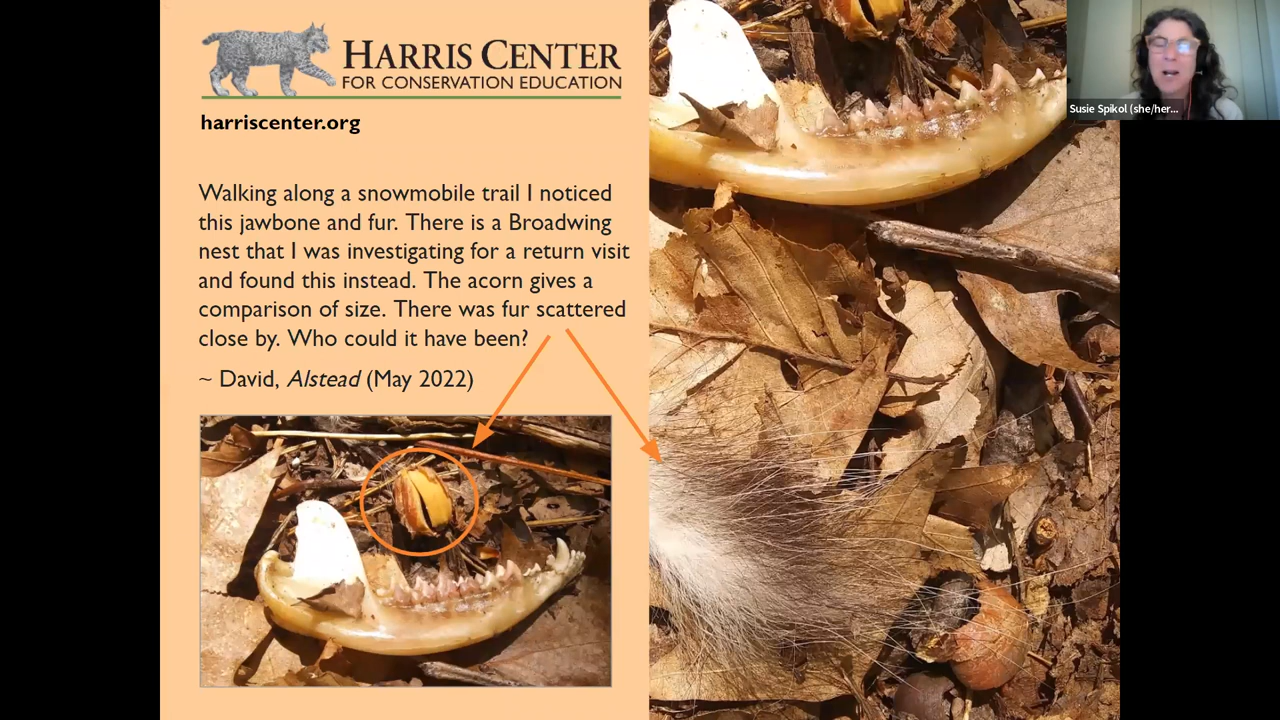 HARRIS CENTER
FOR CONSERVATION EDUCATION
harriscenter.org
Walking along a snowmobile trail I noticed
this jawbone and fur. There is a Broadwing
nest that I was investigating for a return visit
and found this instead. The acorn gives a
comparison of size. There was fur scattered
close by. Who could it have been?
~ David, Alstead (May 2022)
Susie Spikol (she/her...